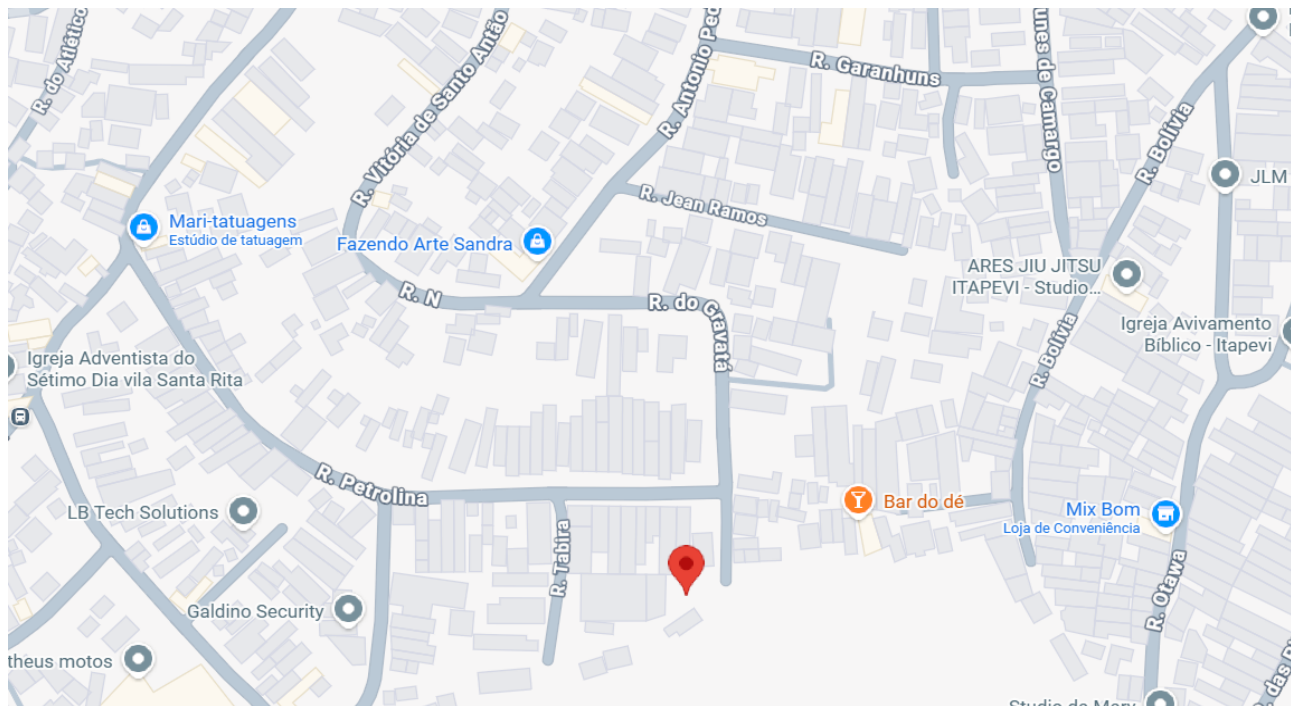 R. do Atlético
R. Vitória de Santo Antão
R. Antonio Ped
R. Garanhuns
unes de Camargo
R. Bolívia
JLM
R. Jean Ramos
Mari-tatuagens
Estúdio de tatuagem
Fazendo Arte Sandra
ARES JIU JITSU
ITAPEVI - Studio...
R. N
R. do Gravatá
Igreja Avivamento
Bíblico - Itapevi
R. Bolívia
Igreja Adventista do
Sétimo Dia vila Santa Rita
R. Petrolina
LB Tech Solutions
Bar do dé
Mix Bom
Loja de Conveniência
R. Tabira
Galdino Security
R. Otawa
theus motos
Studio da Mary